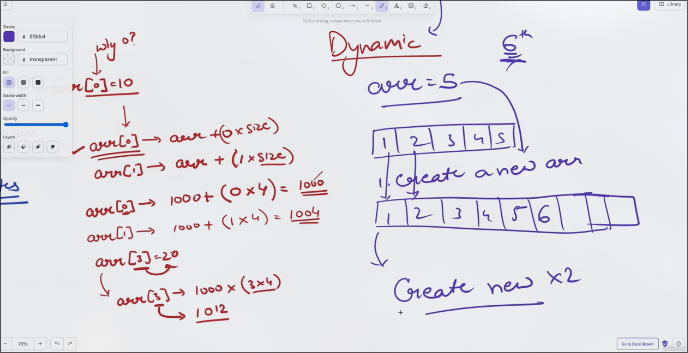 Library
Click and drag, release when you're finished
Stroke
Background
transparent
Fill
Stroke width
Opacity
Layers
why 0?
arr[0]=10
arr[0] → arr + (0 x size)
arr[1] → arr + (1 x size)
arr[0] → 1000 + (0 x 4) = 1000
arr[1] → 1000 + (1 x 4) = 1004
arr[3]=20
arr[3] → 1000 x (3x4)
→ 1012
Dynamic
6th
arr = 5
1 2 3 4 5
1. Create a new arr
1 2 3 4 5 6
Create new x2
75%
Go to Excalidraw+